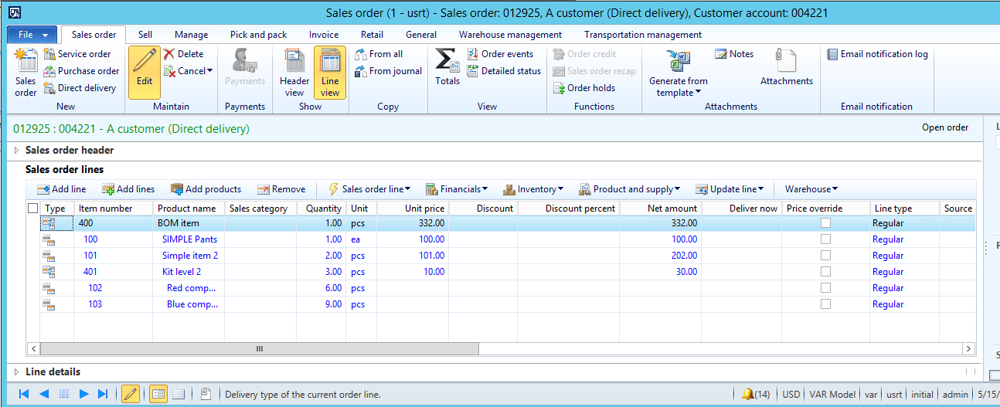 Sales order (1 - usrt) - Sales order: 012925, A customer (Direct delivery), Customer account: 004221
File Sales order Sell Manage Pick and pack Invoice Retail General Warehouse management Transportation management
Sales order
Service order
Purchase order
Direct delivery
New
Edit
Delete
Cancel
Maintain
Payments
Payments
Header view
Line view
Show
From all
From journal
Copy
Totals
Order events
Detailed status
View
Order credit
Sales order recap
Order holds
Functions
Generate from template
Notes
Attachments
Attachments
Email notification log
Email notification
012925 : 004221 - A customer (Direct delivery) Open order
Sales order header
Sales order lines
Add line Add lines Add products Remove Sales order line Financials Inventory Product and supply Update line Warehouse
Type Item number Product name Sales category Quantity Unit Unit price Discount Discount percent Net amount Deliver now Price override Line type Source
400 BOM item 1.00 pcs 332.00 332.00 Regular
100 SIMPLE Pants 1.00 ea 100.00 100.00 Regular
101 Simple item 2 2.00 pcs 101.00 202.00 Regular
401 Kit level 2 3.00 pcs 10.00 30.00 Regular
102 Red comp... 6.00 pcs Regular
103 Blue comp... 9.00 pcs Regular
Line details
Delivery type of the current order line. (14) USD VAR Model var usrt initial admin 5/15/